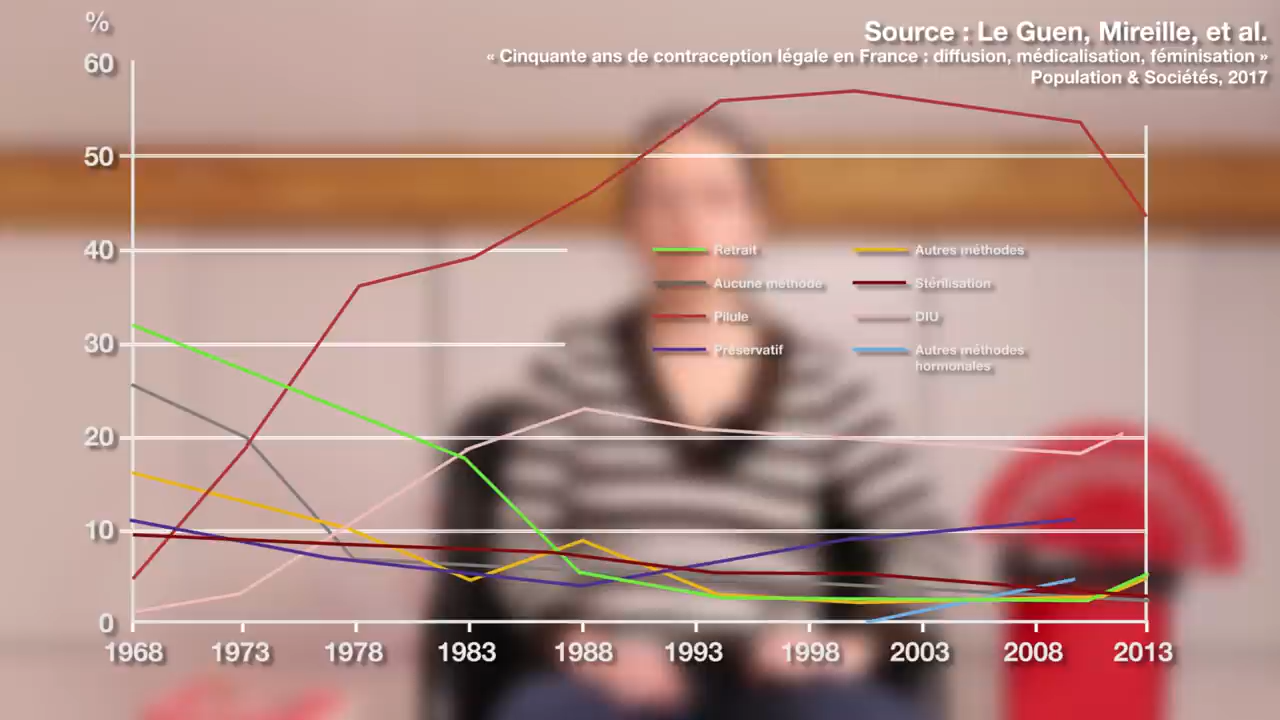 %
Source : Le Guen, Mireille, et al.
« Cinquante ans de contraception légale en France : diffusion, médicalisation, féminisation »
Population & Sociétés, 2017
60
50
40
30
20
10
0
Retrait
Aucune méthode
Pilule
Préservatif
Autres méthodes
Stérilisation
DIU
Autres méthodes
hormonales
1968 1973 1978 1983 1988 1993 1998 2003 2008 2013